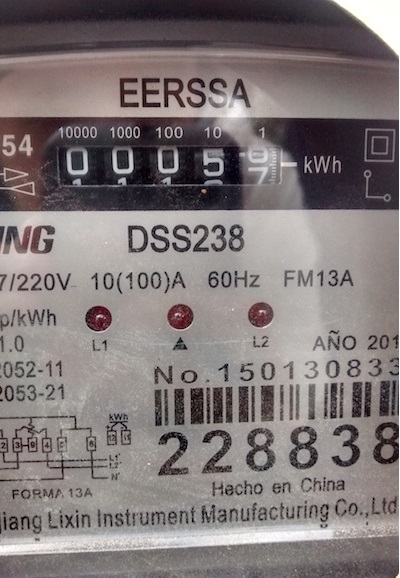 EERSSA
54
10000 1000 100 10 1
0 0 0 5
kWh
NG DSS238
7/220V 10(100)A 60Hz FM13A
p/kWh
1.0
L1 L2
AÑO 201
2052-11
2053-21
No.150130833
kWh
228838
L1
N'
FORMA 13A
Hecho en China
jiang Lixin Instrument Manufacturing Co.,Ltd